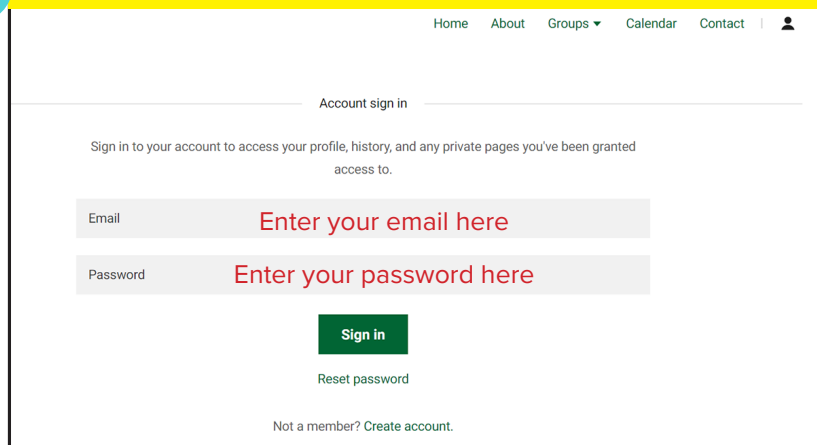 Home About Groups Calendar Contact
Account sign in
Sign in to your account to access your profile, history, and any private pages you've been granted
access to.
Email Enter your email here
Password Enter your password here
Sign in
Reset password
Not a member? Create account.